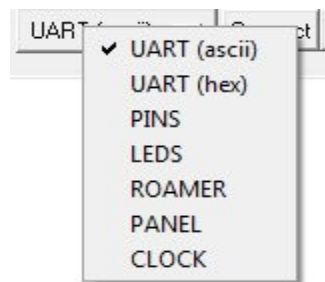 UART
✔ UART (ascii)
UART (hex)
PINS
LEDS
ROAMER
PANEL
CLOCK